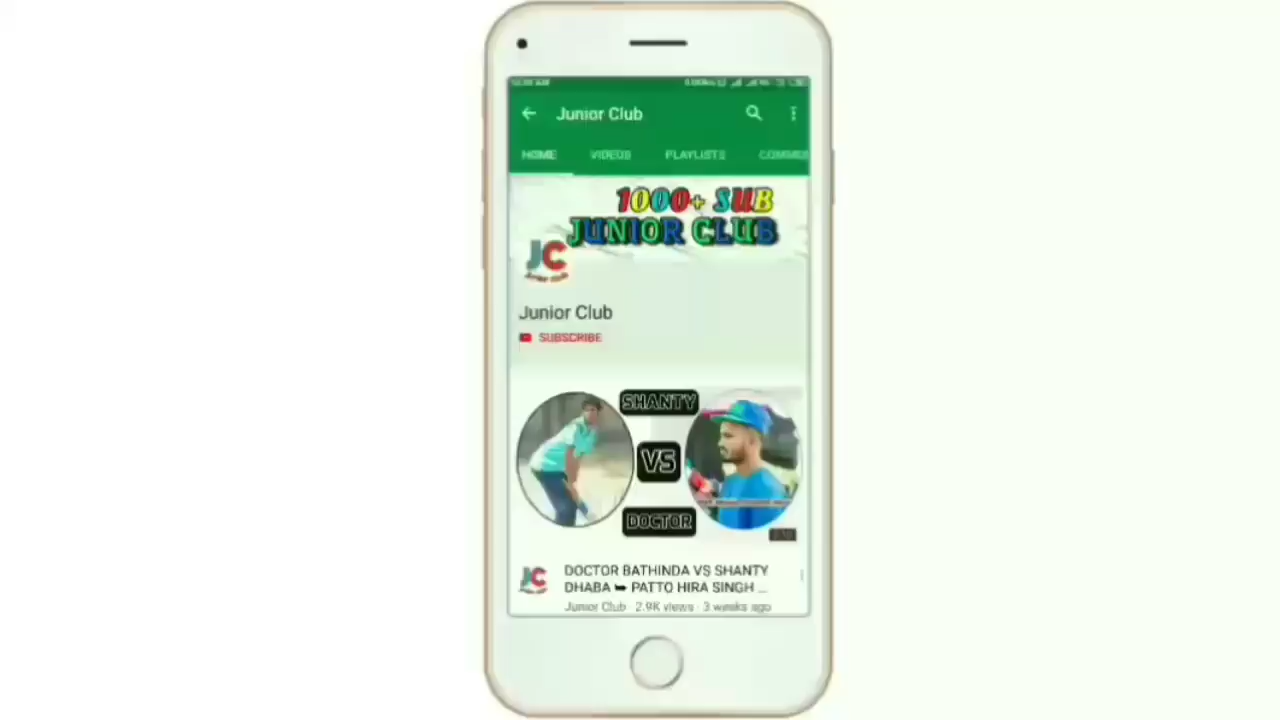 Junior Club
HOME VIDEOS PLAYLISTS
1000+ SUB
JUNIOR CLUB
JC
Junior Club
SUBSCRIBE
SHANTY
VS
DOCTOR
JC
DOCTOR BATHINDA VS SHANTY
DHABA ➥ PATTO HIRA SINGH ...
Junior Club · 2.9K views · 3 weeks ago